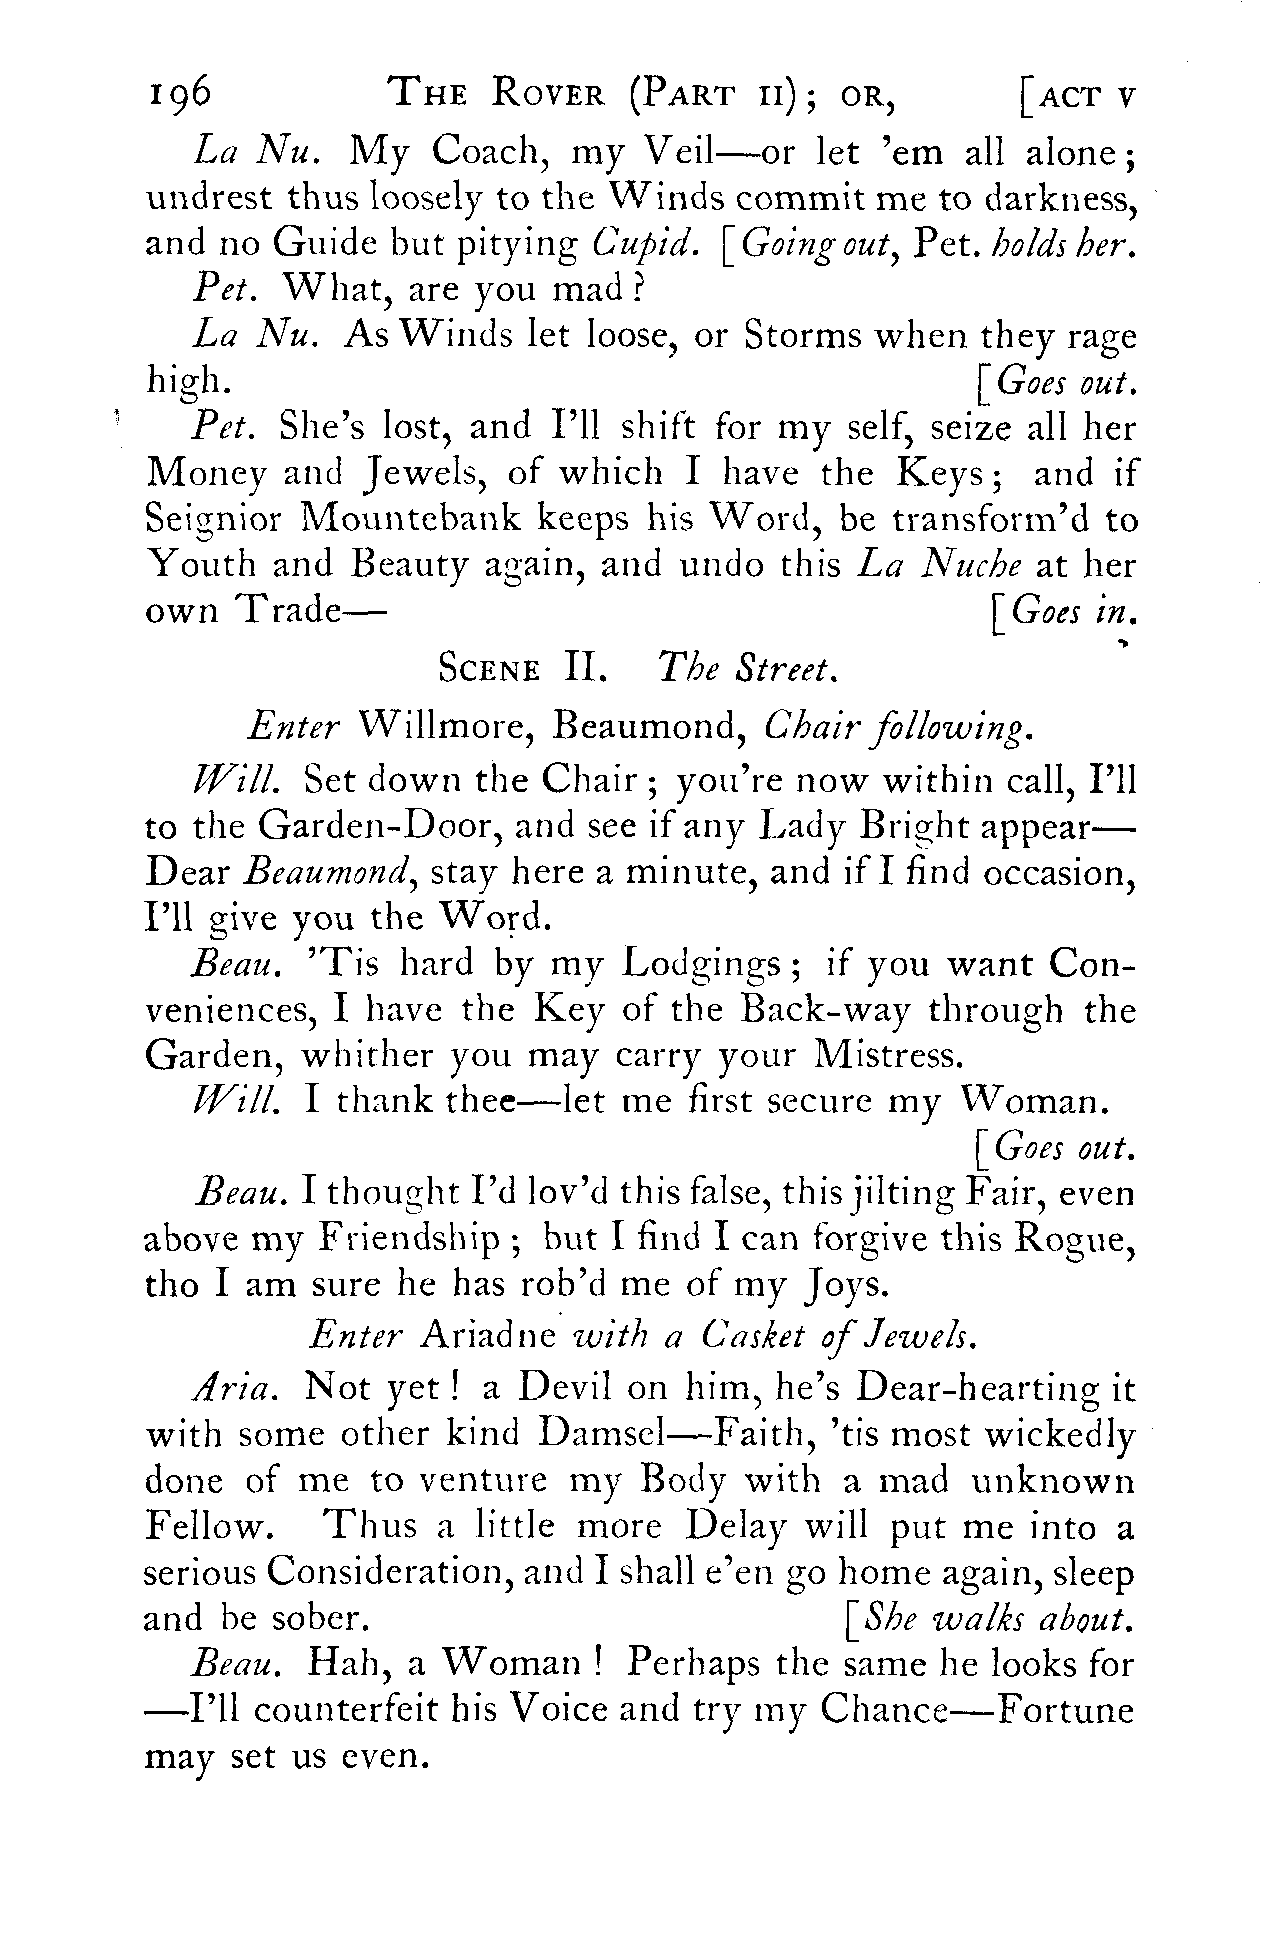 196 The Rover (Part II); or, [ACT V
La Nu. My Coach, my Veil—or let 'em all alone;
undrest thus loosely to the Winds commit me to darkness,
and no Guide but pitying Cupid. [Going out, Pet. holds her.
Pet. What, are you mad?
La Nu. As Winds let loose, or Storms when they rage
high. [Goes out.
Pet. She's lost, and I'll shift for my self, seize all her
Money and Jewels, of which I have the Keys; and if
Seignior Mountebank keeps his Word, be transform'd to
Youth and Beauty again, and undo this La Nuche at her
own Trade— [Goes in.
Scene II. The Street.
Enter Willmore, Beaumond, Chair following.
Will. Set down the Chair; you're now within call, I'll
to the Garden-Door, and see if any Lady Bright appear—
Dear Beaumond, stay here a minute, and if I find occasion,
I'll give you the Word.
Beau. 'Tis hard by my Lodgings; if you want Con-
veniences, I have the Key of the Back-way through the
Garden, whither you may carry your Mistress.
Will. I thank thee—let me first secure my Woman.
[Goes out.
Beau. I thought I'd lov'd this false, this jilting Fair, even
above my Friendship; but I find I can forgive this Rogue,
tho I am sure he has rob'd me of my Joys.
Enter Ariadne with a Casket of Jewels.
Aria. Not yet! a Devil on him, he's Dear-hearting it
with some other kind Damsel—Faith, 'tis most wickedly
done of me to venture my Body with a mad unknown
Fellow. Thus a little more Delay will put me into a
serious Consideration, and I shall e'en go home again, sleep
and be sober. [She walks about.
Beau. Hah, a Woman! Perhaps the same he looks for
—I'll counterfeit his Voice and try my Chance—Fortune
may set us even.